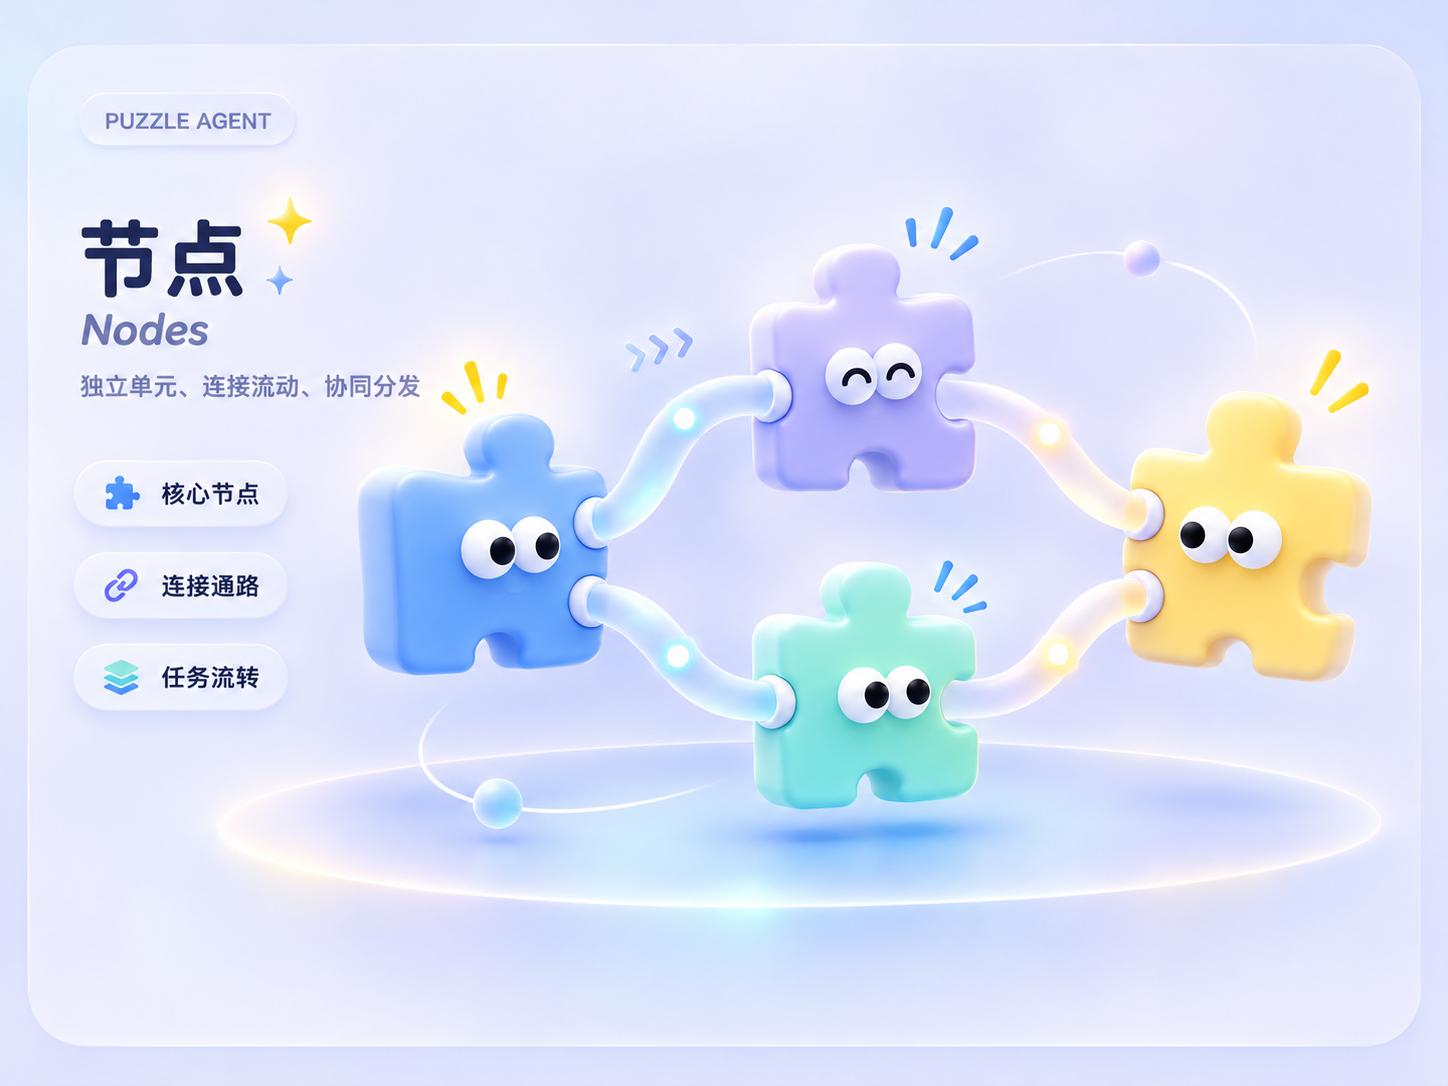 PUZZLE AGENT
节点
Nodes
独立单元、连接流动、协同分发
核心节点
连接通路
任务流转